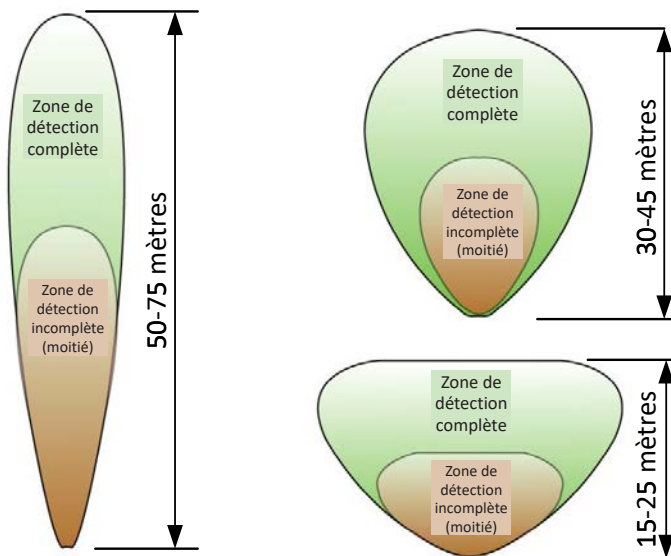 Zone de
détection
complète
Zone de
détection
incomplète
(moitié)
50-75 mètres
Zone de
détection
complète
Zone de
détection
incomplète
(moitié)
30-45 mètres
Zone de
détection
complète
Zone de
détection
incomplète
(moitié)
15-25 mètres